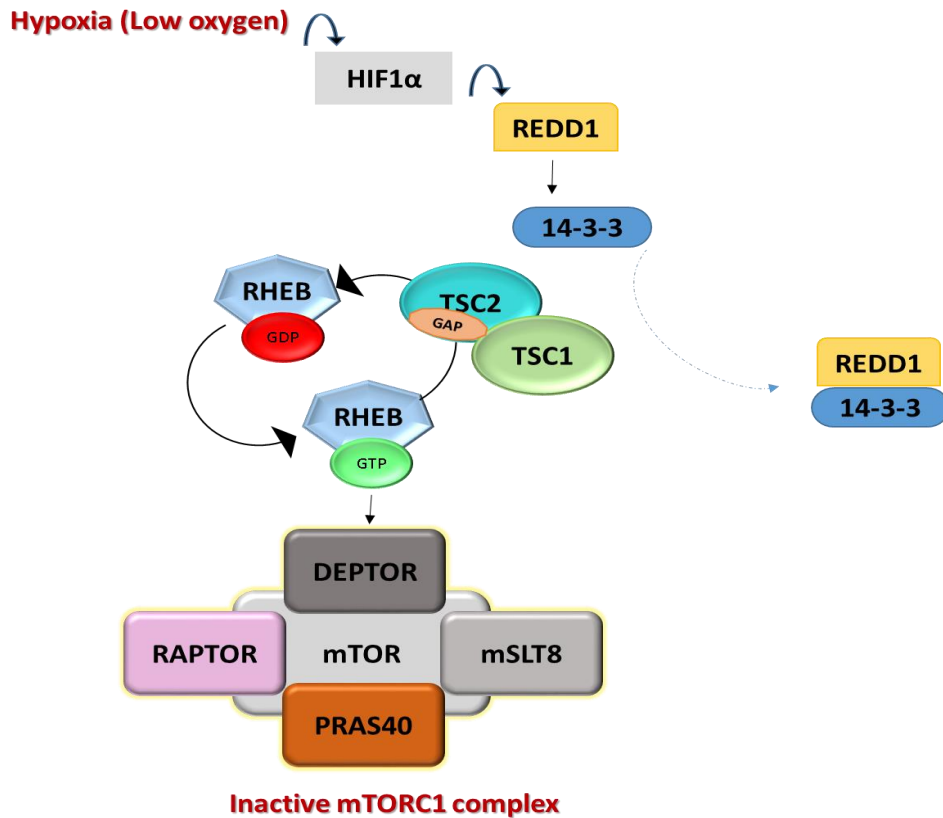 Hypoxia (Low oxygen)
HIF1α
REDD1
14-3-3
RHEB
GDP
TSC2
GAP
TSC1
REDD1
14-3-3
RHEB
GTP
DEPTOR
RAPTOR
mTOR
mSLT8
PRAS40
Inactive mTORC1 complex